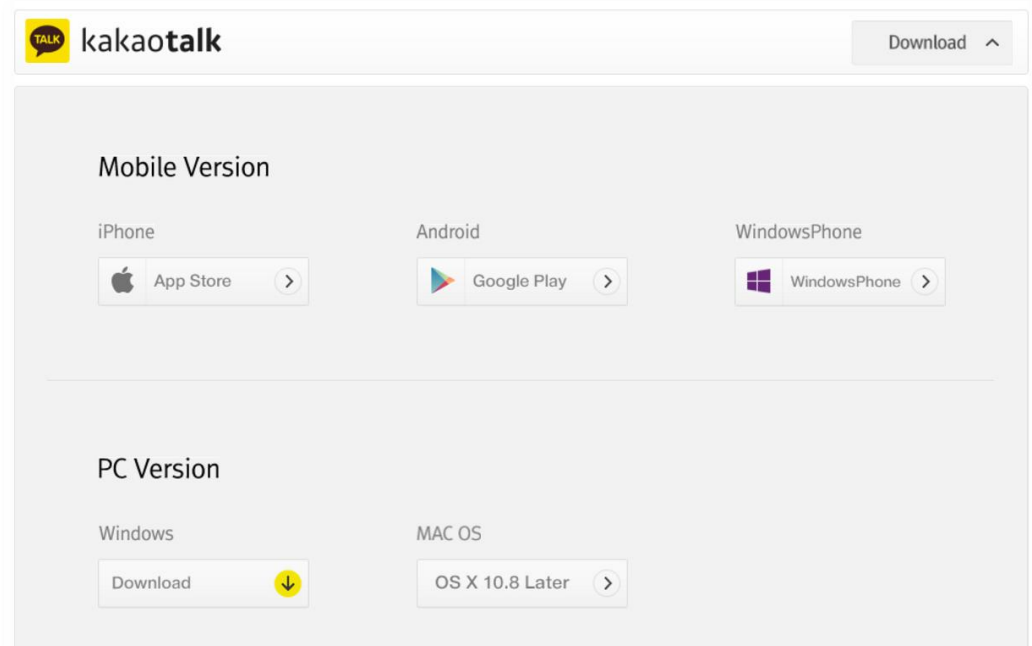 TALK kakaotalk Download
Mobile Version
iPhone Android WindowsPhone
App Store Google Play WindowsPhone
PC Version
Windows MAC OS
Download OS X 10.8 Later